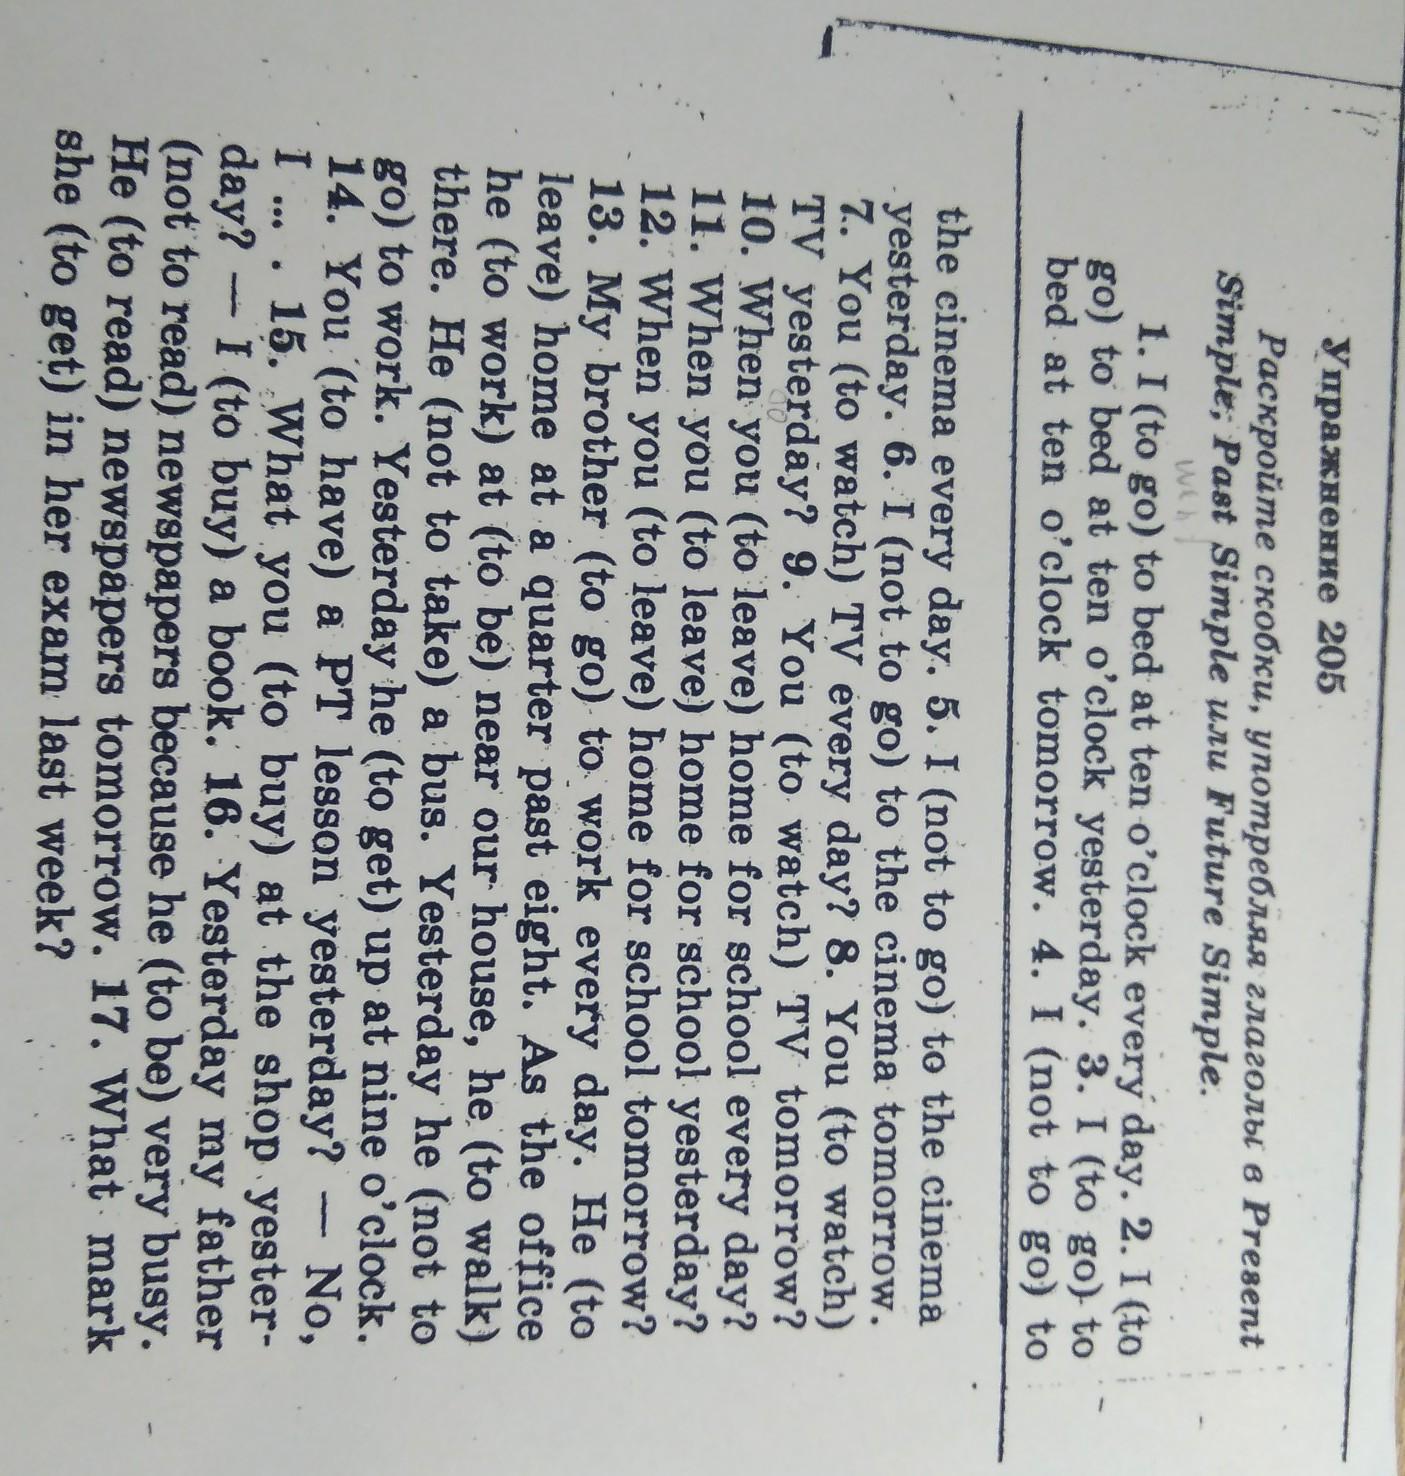 Упражнение 205
Раскройте скобки, употребляя глаголы в Present
Simple, Past Simple или Future Simple.
1. I (to go) to bed at ten o'clock every day. 2. I (to
go) to bed at ten o'clock yesterday. 3. I (to go) to
bed at ten o'clock tomorrow. 4. I (not to go) to
the cinema every day. 5. I (not to go) to the cinema
yesterday. 6. I (not to go) to the cinema tomorrow.
7. You (to watch) TV every day? 8. You (to watch)
TV yesterday? 9. You (to watch) TV tomorrow?
10. When you (to leave) home for school every day?
11. When you (to leave) home for school yesterday?
12. When you (to leave) home for school tomorrow?
13. My brother (to go) to work every day. He (to
leave) home at a quarter past eight. As the office
he (to work) at (to be) near our house, he (to walk)
there. He (not to take) a bus. Yesterday he (not to
go) to work. Yesterday he (to get) up at nine o'clock.
14. You (to have) a PT lesson yesterday? — No,
I ... . 15. What you (to buy) at the shop yester-
day? — I (to buy) a book. 16. Yesterday my father
(not to read) newspapers because he (to be) very busy.
He (to read) newspapers tomorrow. 17. What mark
she (to get) in her exam last week?